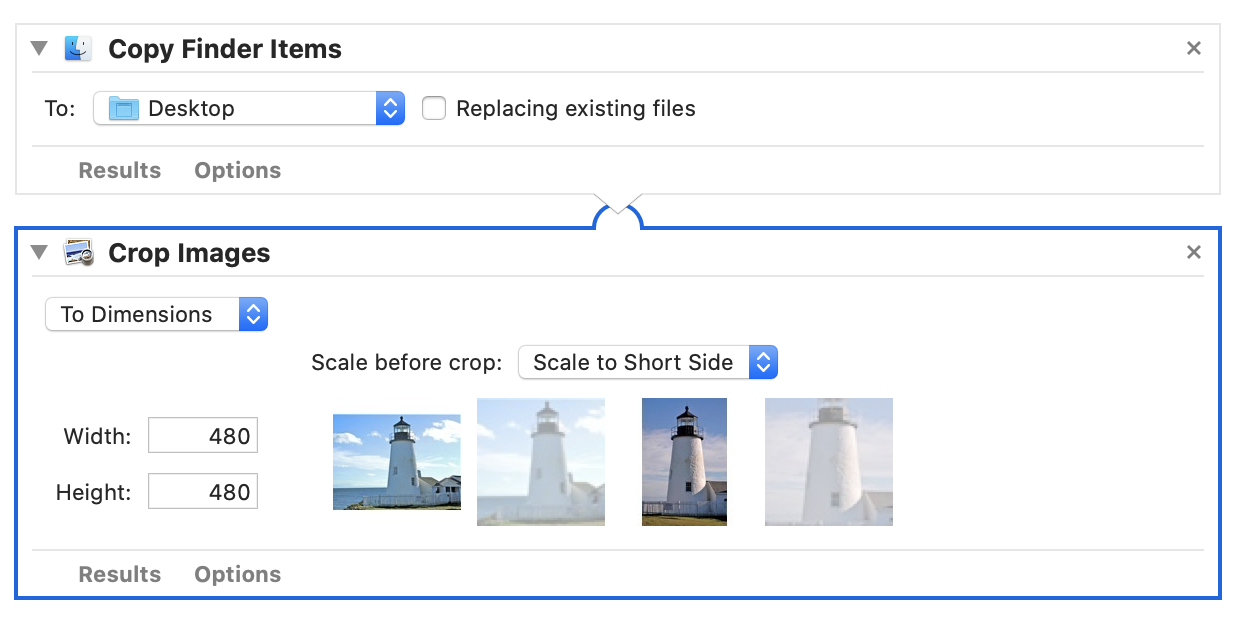 Copy Finder Items
To: Desktop Replacing existing files
Results Options
Crop Images
To Dimensions
Scale before crop: Scale to Short Side
Width: 480
Height: 480
Results Options